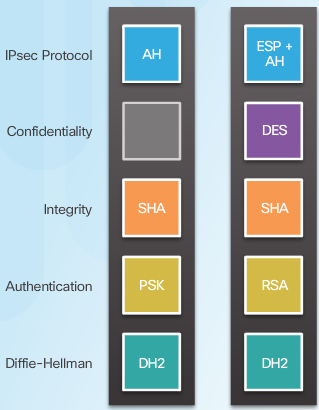 IPsec Protocol
AH
ESP +
AH
Confidentiality
DES
Integrity
SHA
SHA
Authentication
PSK
RSA
Diffie-Hellman
DH2
DH2